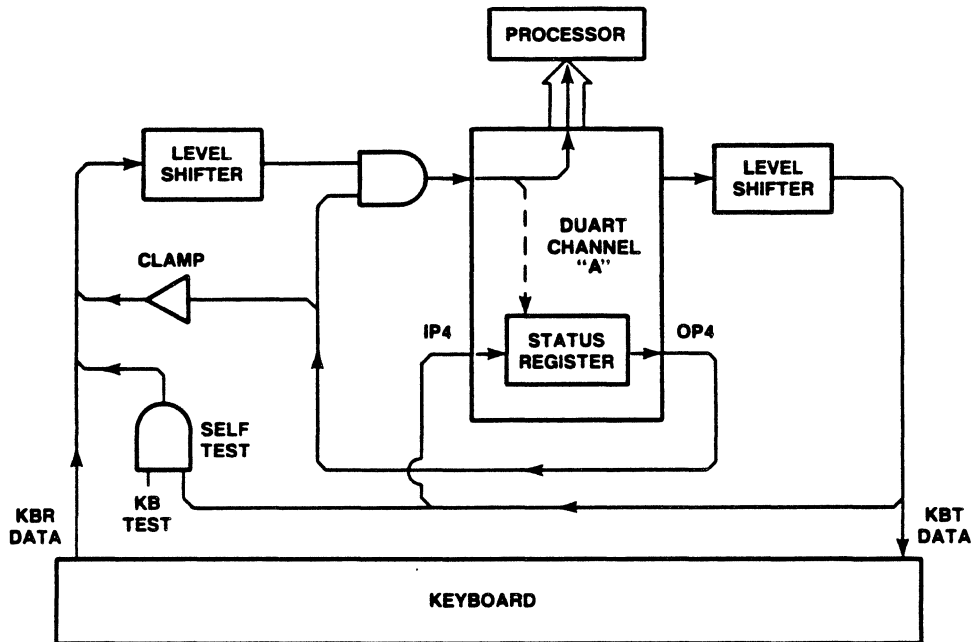 PROCESSOR
LEVEL
SHIFTER
LEVEL
SHIFTER
DUART
CHANNEL
"A"
CLAMP
IP4
STATUS
REGISTER
OP4
SELF
TEST
KB
TEST
KBR
DATA
KBT
DATA
KEYBOARD